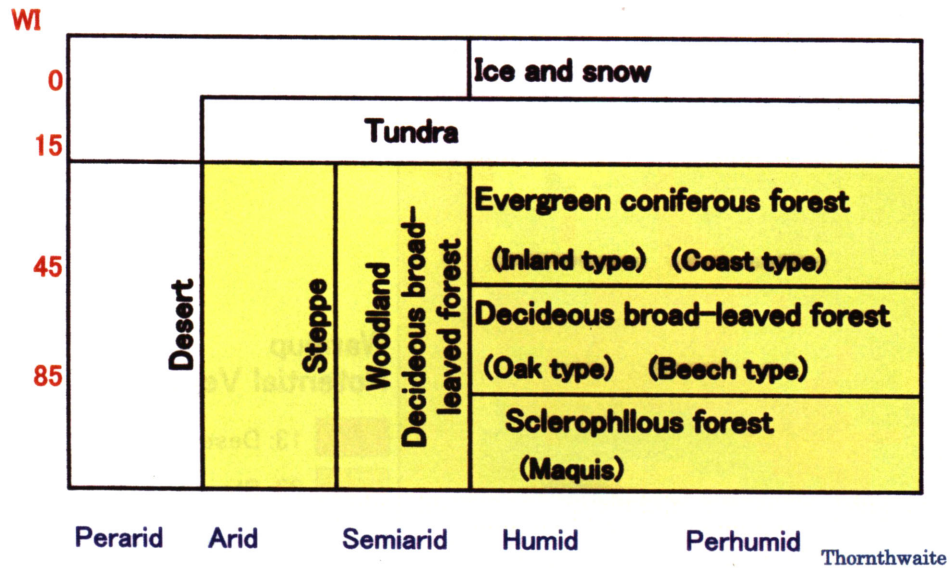 WI
0
Ice and snow
15
Tundra
45
85
Desert
Steppe
Woodland
Decideous broad-
leaved forest
Evergreen coniferous forest
(Inland type) (Coast type)
Decideous broad-leaved forest
(Oak type) (Beech type)
Sclerophllous forest
(Maquis)
Perarid Arid Semiarid Humid Perhumid
Thornthwaite